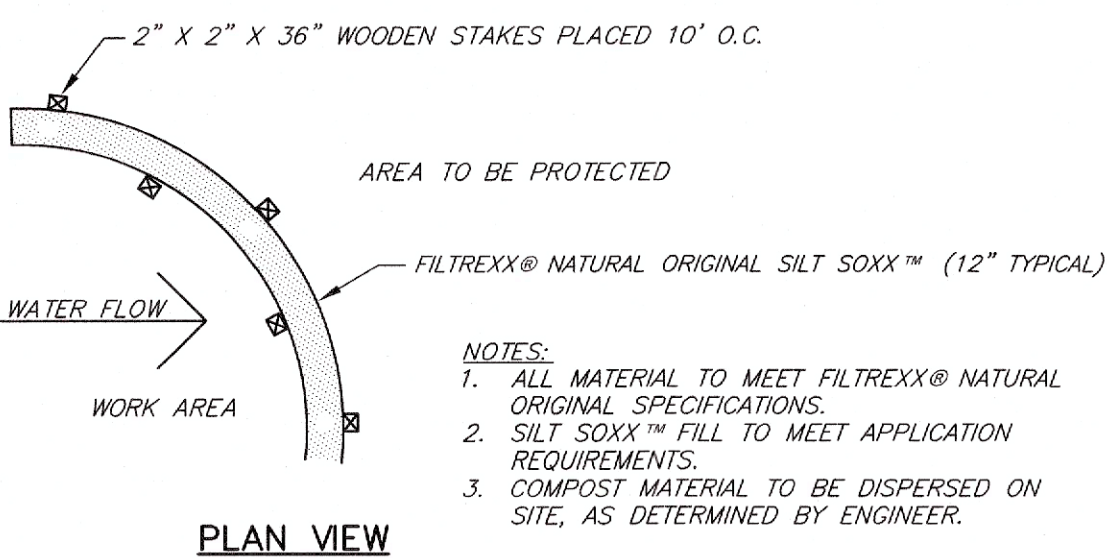 2” X 2” X 36” WOODEN STAKES PLACED 10’ O.C.
AREA TO BE PROTECTED
FILTREXX® NATURAL ORIGINAL SILT SOXX™ (12” TYPICAL)
WATER FLOW
WORK AREA
NOTES:
1. ALL MATERIAL TO MEET FILTREXX® NATURAL
ORIGINAL SPECIFICATIONS.
2. SILT SOXX™ FILL TO MEET APPLICATION
REQUIREMENTS.
3. COMPOST MATERIAL TO BE DISPERSED ON
SITE, AS DETERMINED BY ENGINEER.
PLAN VIEW